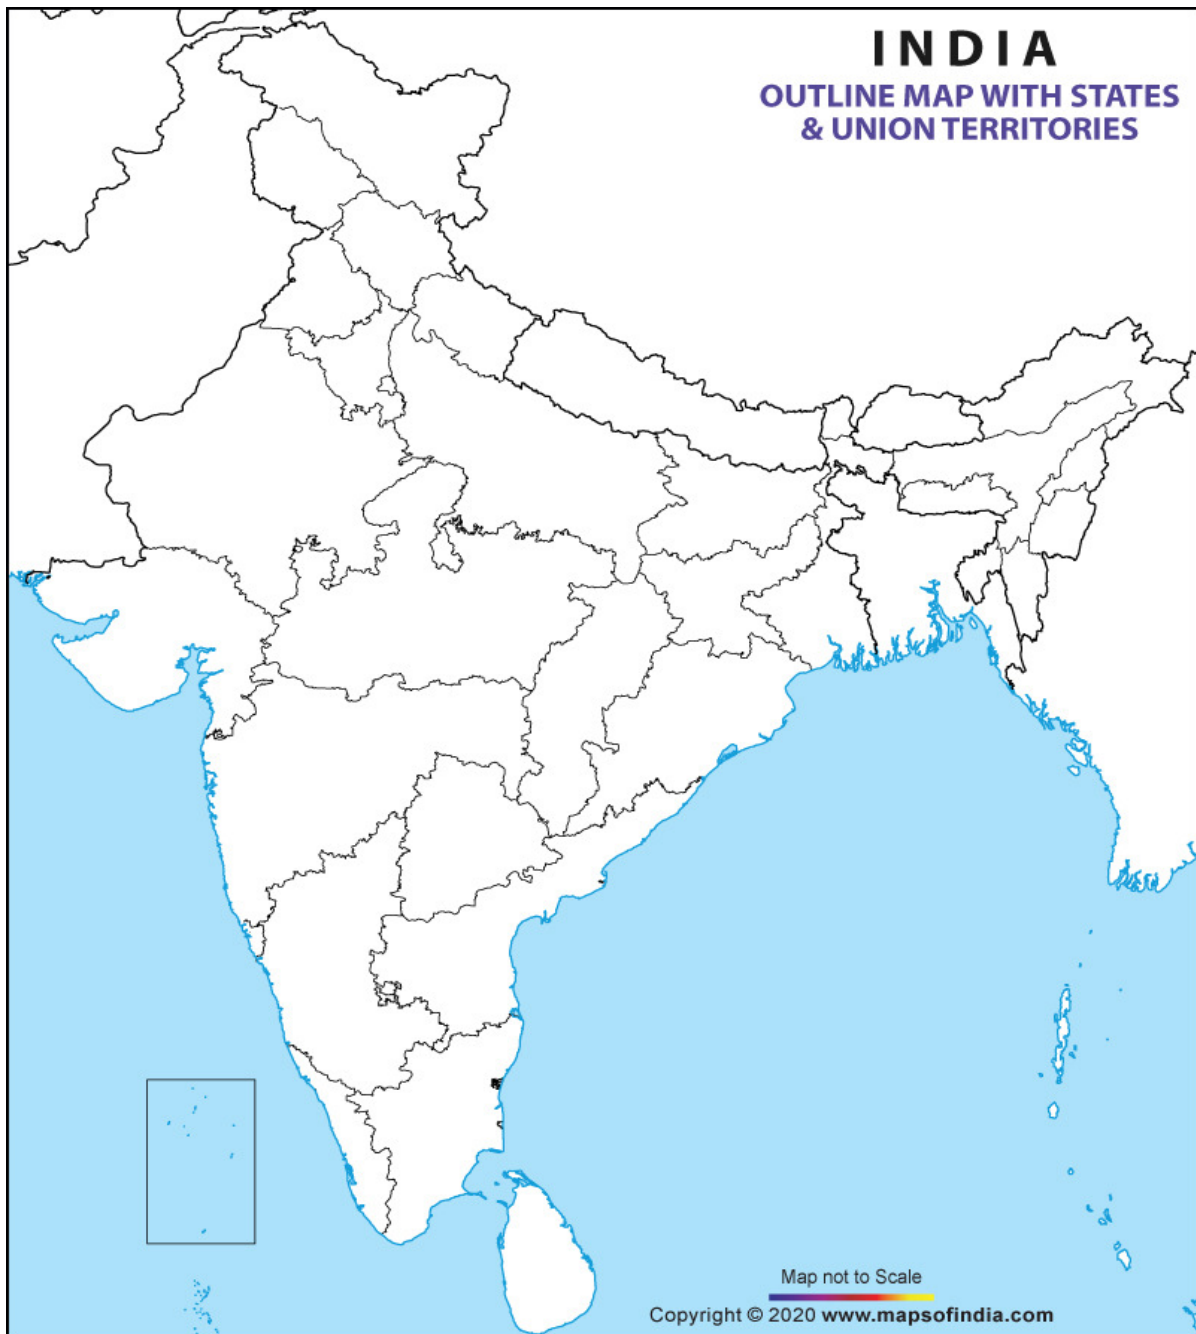 INDIA
OUTLINE MAP WITH STATES
& UNION TERRITORIES
Map not to Scale
Copyright © 2020 www.mapsofindia.com